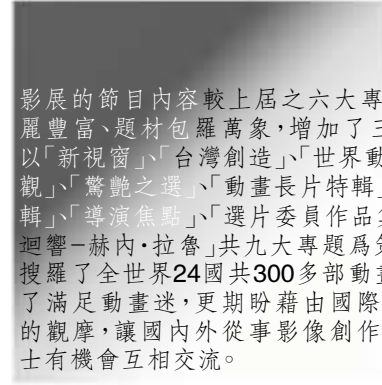 影展的節目內容較上屆之六大專
麗豐富、題材包羅萬象，增加了三
以「新視窗」、「台灣創造」、「世界動
觀」、「驚艷之選」、「動畫長片特輯」
輯」、「導演焦點」、「選片委員作品
迴響－赫內·拉魯」共九大專題為
搜羅了全世界24國共300多部動畫
了滿足動畫迷，更期盼藉由國際
的觀摩，讓國內外從事影像創作
士有機會互相交流。